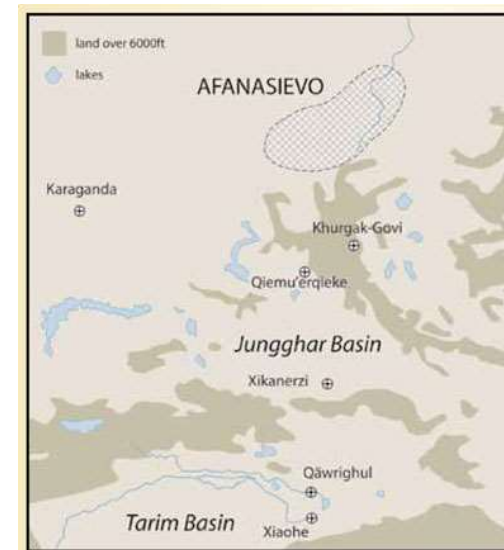 land over 6000ft
lakes
AFANASIEVO
Karaganda
Khurgak-Govi
Qiemu'erqieke
Jungghar Basin
Xikanerzi
Qäwrighul
Tarim Basin
Xiaohe